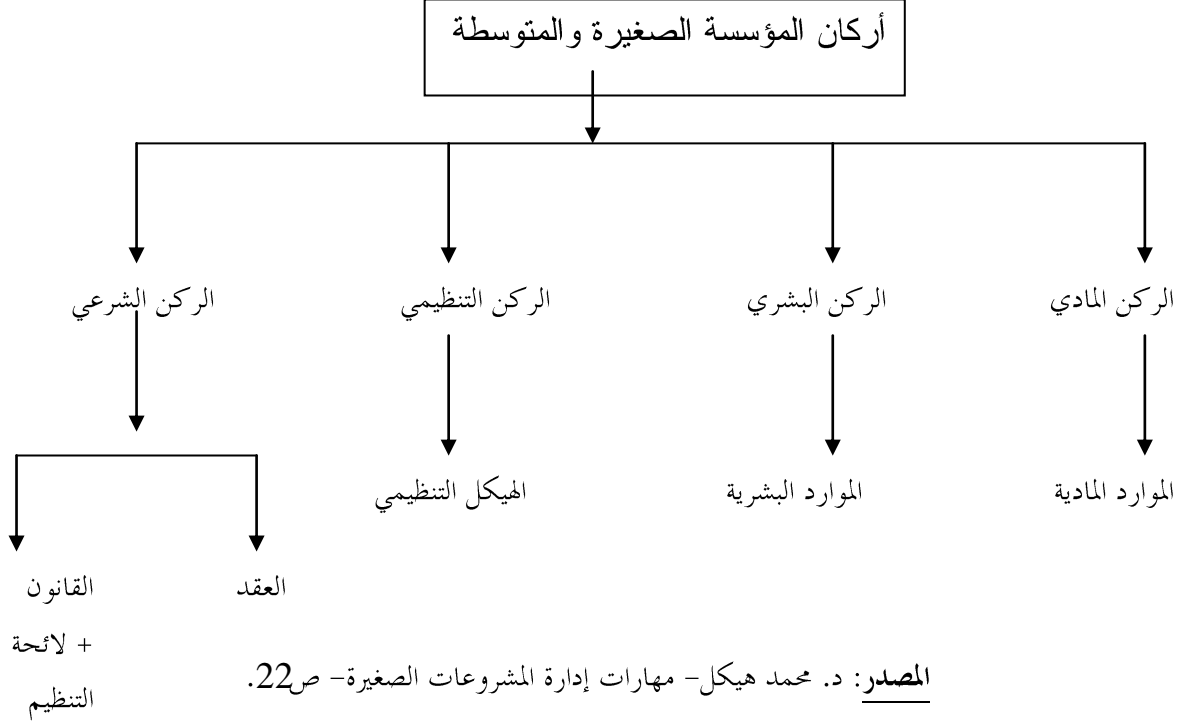 أركان المؤسسة الصغيرة والمتوسطة
الركن المادي
الركن البشري
الركن التنظيمي
الركن الشرعي
الموارد المادية
الموارد البشرية
الهيكل التنظيمي
العقد
القانون
+ لائحة
التنظيم
المصدر: د. محمد هيكل– مهارات إدارة المشروعات الصغيرة– ص22.